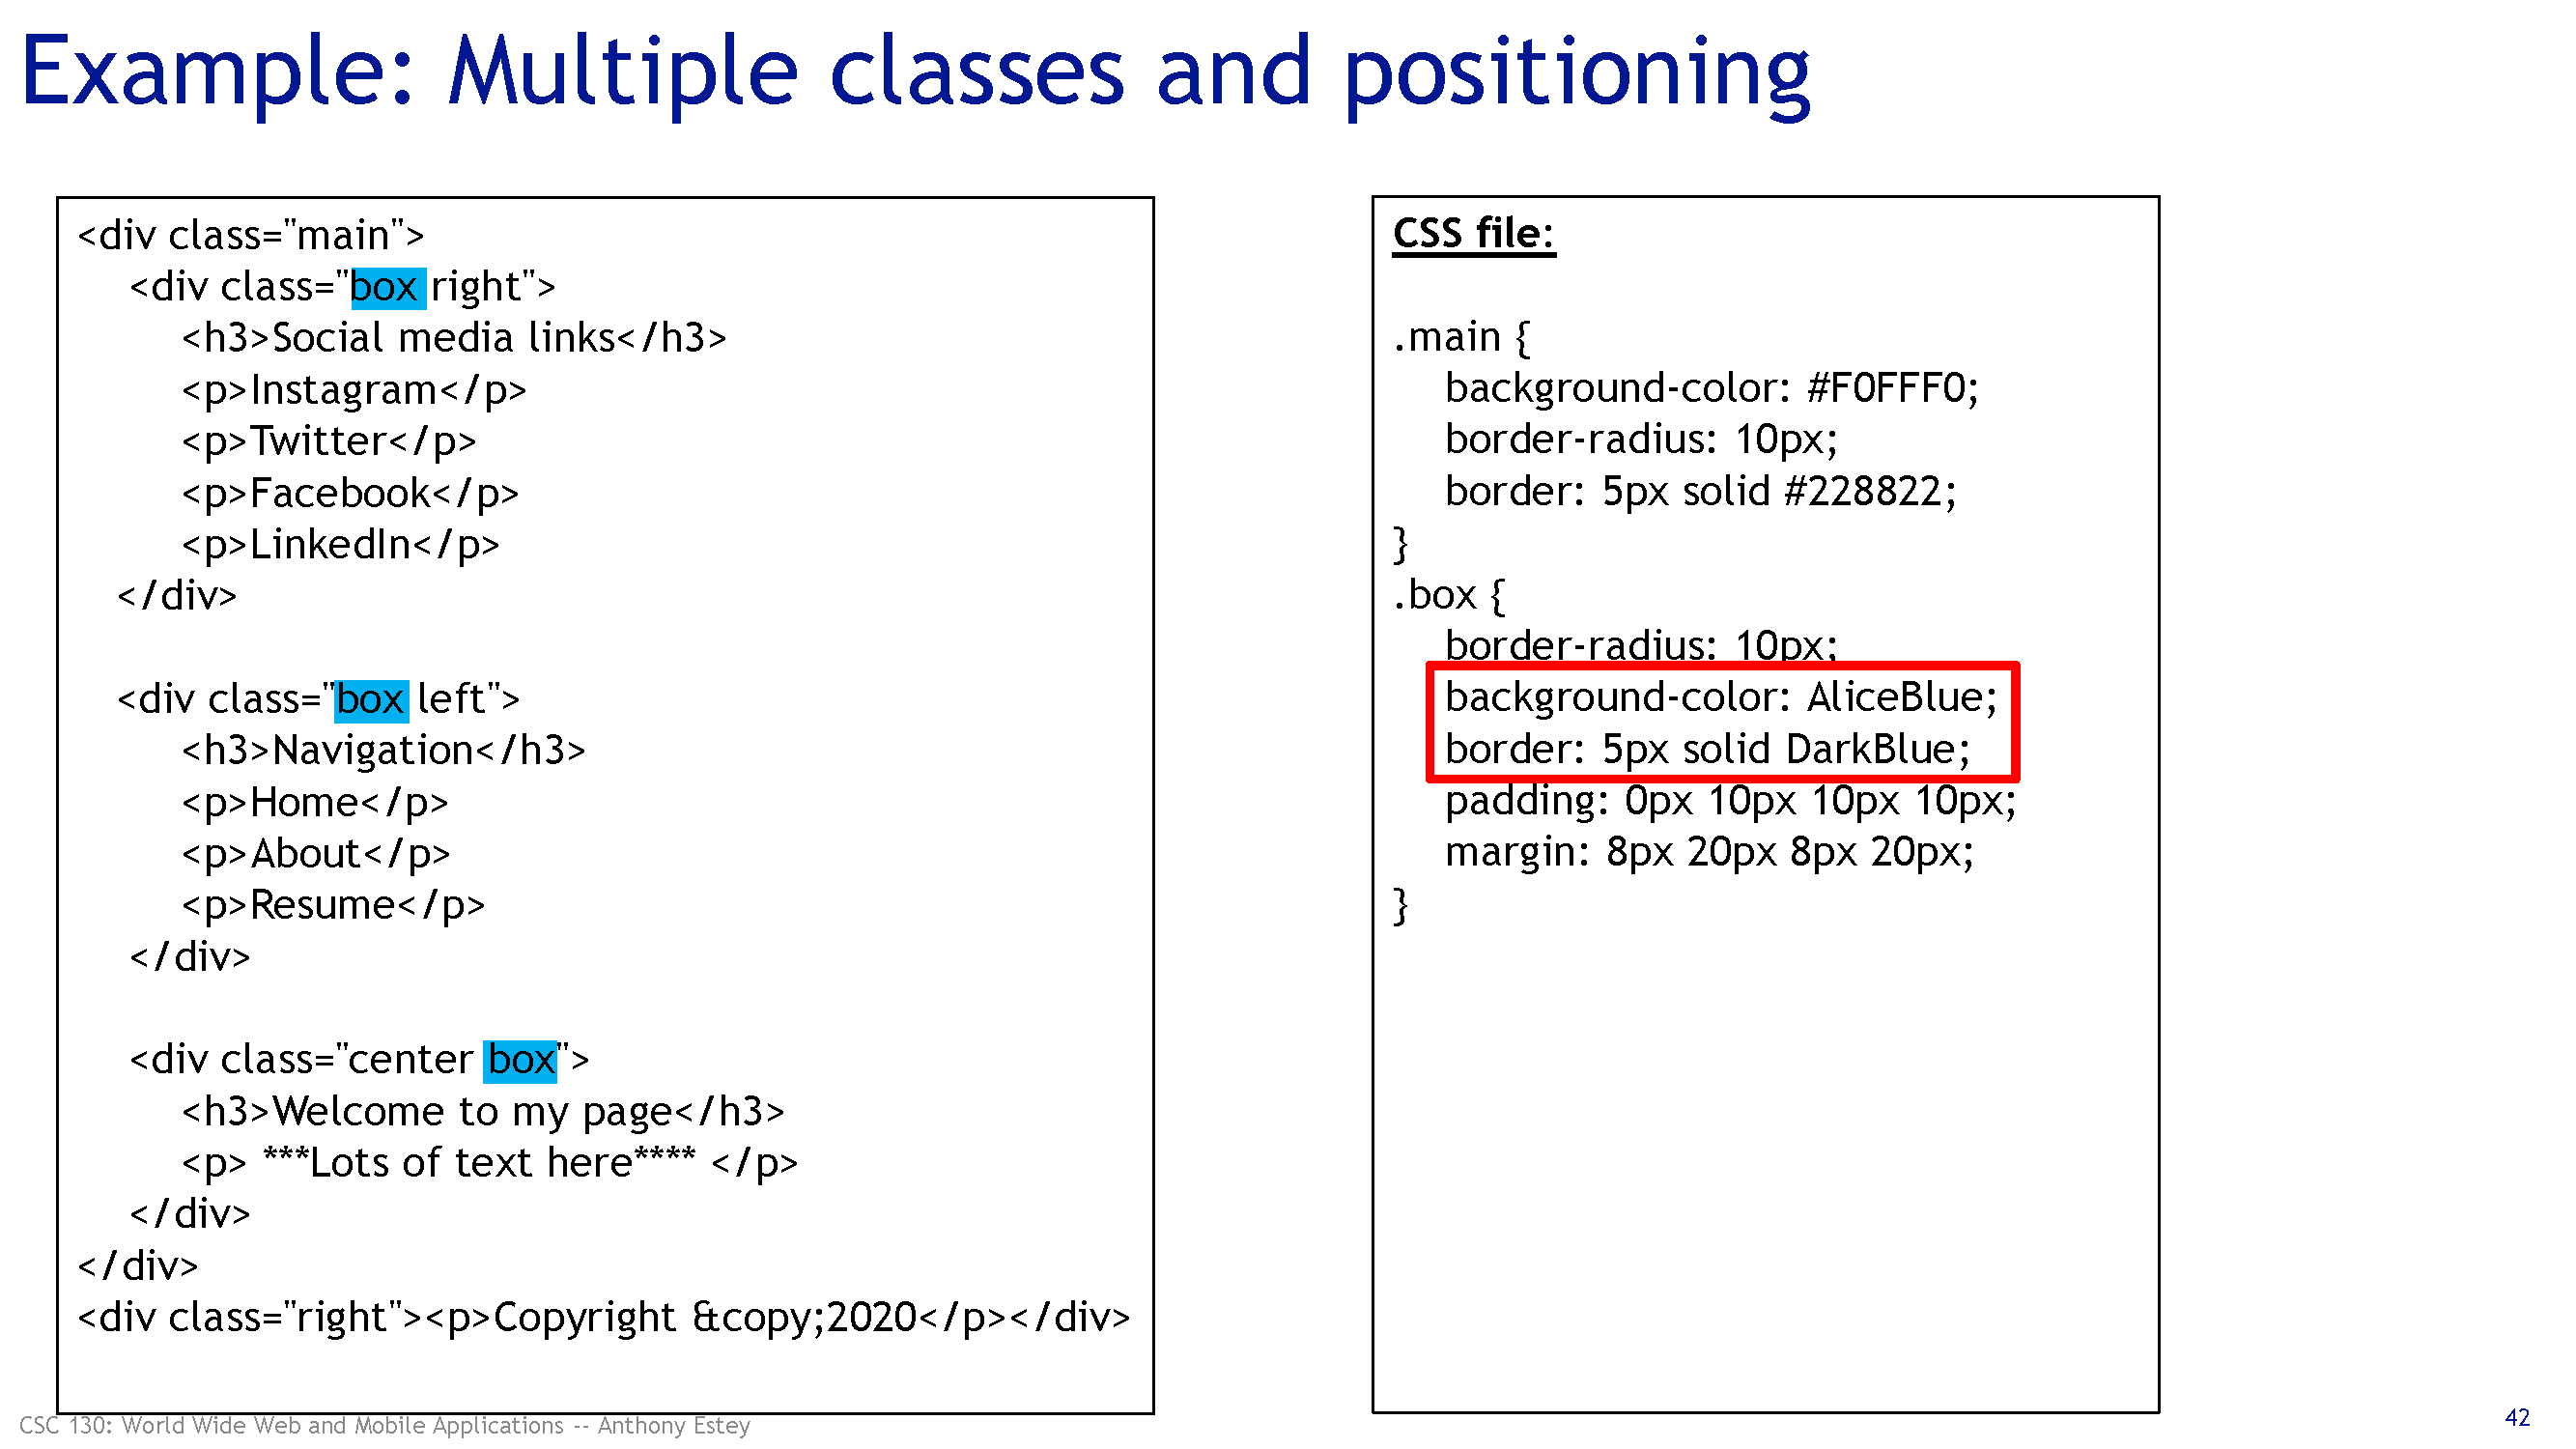 Example: Multiple classes and positioning
<div class="main">
<div class="box right">
<h3>Social media links</h3>
<p>Instagram</p>
<p>Twitter</p>
<p>Facebook</p>
<p>LinkedIn</p>
</div>
<div class="box left">
<h3>Navigation</h3>
<p>Home</p>
<p>About</p>
<p>Resume</p>
</div>
<div class="center box">
<h3>Welcome to my page</h3>
<p> ***Lots of text here**** </p>
</div>
</div>
<div class="right"><p>Copyright &copy;2020</p></div>
CSS file:
.main {
background-color: #F0FFF0;
border-radius: 10px;
border: 5px solid #228822;
}
.box {
border-radius: 10px;
background-color: AliceBlue;
border: 5px solid DarkBlue;
padding: 0px 10px 10px 10px;
margin: 8px 20px 8px 20px;
}
CSC 130: World Wide Web and Mobile Applications -- Anthony Estey
42